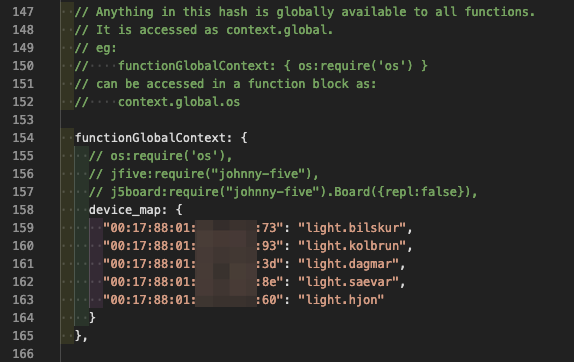 147 // Anything in this hash is globally available to all functions.
148 // It is accessed as context.global.
149 // eg:
150 // functionGlobalContext: { os:require('os') }
151 // can be accessed in a function block as:
152 // context.global.os
153
154 functionGlobalContext: {
155 // os:require('os'),
156 // jfive:require("johnny-five"),
157 // j5board:require("johnny-five").Board({repl:false}),
158 device_map: {
159 "00:17:88:01: :73": "light.bilskur",
160 "00:17:88:01: :93": "light.kolbrun",
161 "00:17:88:01: :3d": "light.dagmar",
162 "00:17:88:01: :8e": "light.saevar",
163 "00:17:88:01: :60": "light.hjon"
164 }
165 },
166